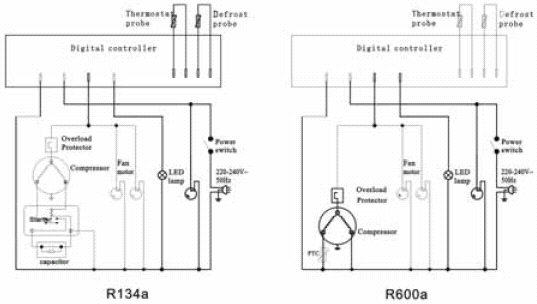 Thermostat
probe
Defrost
probe
Digital controller
Overload
Protector
Compressor
Fan
motor
LED
lamp
Power
switch
220-240V~
50Hz
Starter
capacitor
R134a
Thermostat
probe
Defrost
probe
Digital controller
Overload
Protector
Compressor
PTC
Fan
motor
LED
lamp
Power
switch
220-240V~
50Hz
R600a